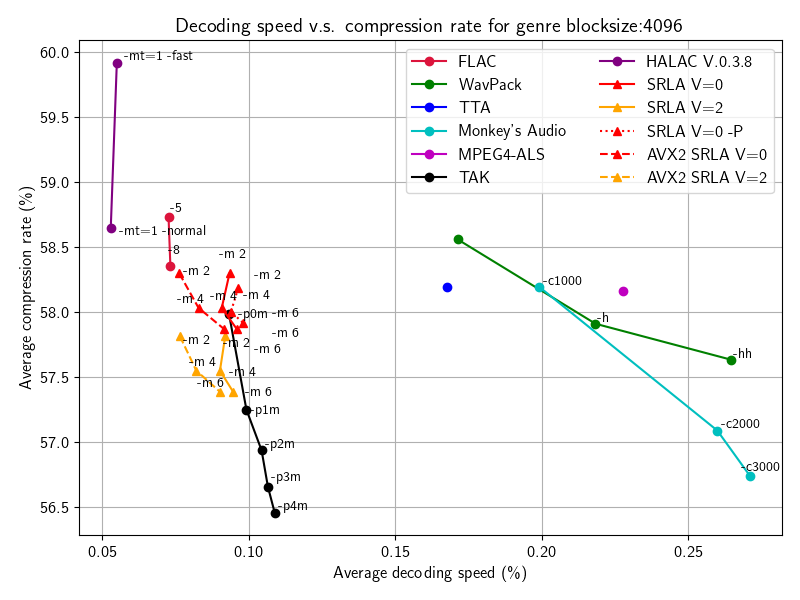 Decoding speed v.s. compression rate for genre blocksize:4096
Average compression rate (%)
60.0
59.5
59.0
58.5
58.0
57.5
57.0
56.5
FLAC
WavPack
TTA
Monkey's Audio
MPEG4-ALS
TAK
HALAC V.0.3.8
SRLA V=0
SRLA V=2
SRLA V=0 -P
AVX2 SRLA V=0
AVX2 SRLA V=2
-mt=1 -fast
-mt=1 -normal
-5
-8
-m 2
-m 2
-m 2
-m 4
-m 4
-m 4
-p0m
-m 6
-m 6
-m 6
-m 2
-m 2
-m 4
-m 4
-m 6
-m 6
-p1m
-p2m
-p3m
-p4m
-c1000
-h
-hh
-c2000
-c3000
0.05
0.10
0.15
0.20
0.25
Average decoding speed (%)